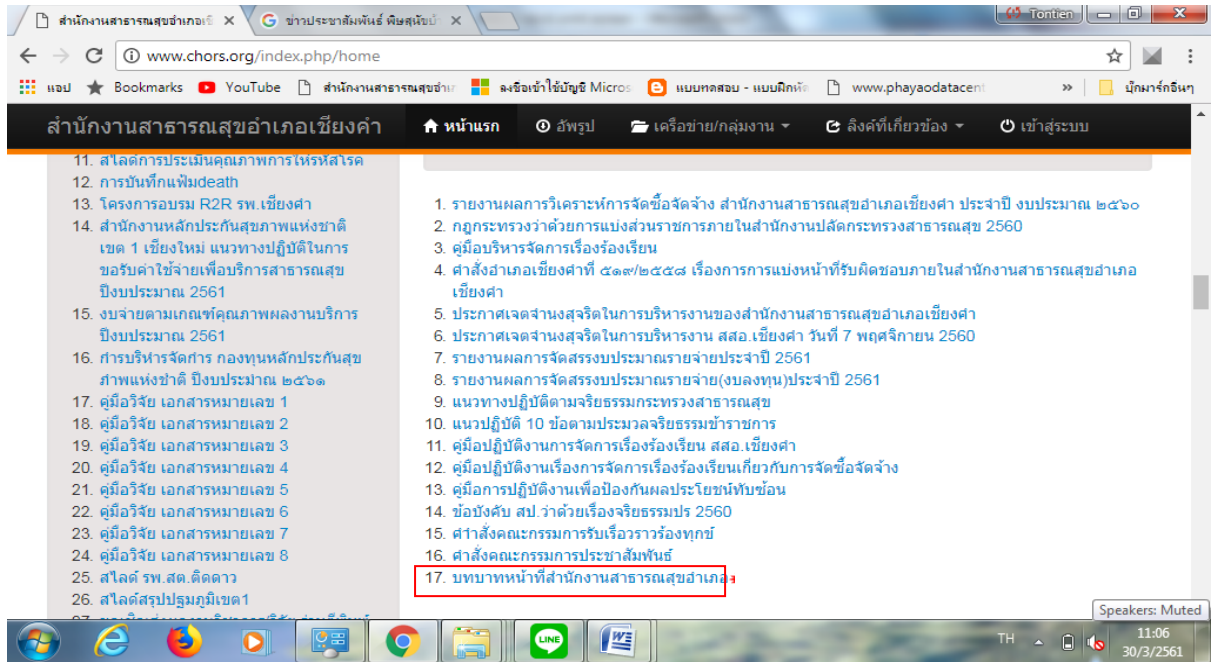 สำนักงานสาธารณสุขอำเภอเชี
ข่าวประชาสัมพันธ์ พิษสุนัขบ้า
Tontien
www.chors.org/index.php/home
แอป
Bookmarks
YouTube
สำนักงานสาธารณสุขอำเภ
ลงชื่อเข้าใช้บัญชี Micros
แบบทดสอบ - แบบฝึกหัด
www.phayaodatacent
»
บุ๊กมาร์กอื่นๆ
สำนักงานสาธารณสุขอำเภอเชียงคำ
หน้าแรก
อัพรูป
เครือข่าย/กลุ่มงาน
ลิงค์ที่เกี่ยวข้อง
เข้าสู่ระบบ
11. สไลด์การประเมินคุณภาพการให้รหัสโรค
12. การบันทึกแฟ้มdeath
13. โครงการอบรม R2R รพ.เชียงคำ
14. สำนักงานหลักประกันสุขภาพแห่งชาติ
เขต 1 เชียงใหม่ แนวทางปฏิบัติในการ
ขอรับค่าใช้จ่ายเพื่อบริการสาธารณสุข
ปีงบประมาณ 2561
15. งบจ่ายตามเกณฑ์คุณภาพผลงานบริการ
ปีงบประมาณ 2561
16. การบริหารจัดการ กองทุนหลักประกันสุข
ภาพแห่งชาติ ปีงบประมาณ ๒๕๖๑
17. คู่มือวิจัย เอกสารหมายเลข 1
18. คู่มือวิจัย เอกสารหมายเลข 2
19. คู่มือวิจัย เอกสารหมายเลข 3
20. คู่มือวิจัย เอกสารหมายเลข 4
21. คู่มือวิจัย เอกสารหมายเลข 5
22. คู่มือวิจัย เอกสารหมายเลข 6
23. คู่มือวิจัย เอกสารหมายเลข 7
24. คู่มือวิจัย เอกสารหมายเลข 8
25. สไลด์ รพ.สต.ติดดาว
26. สไลด์สรุปปฐมภูมิเขต1
1. รายงานผลการวิเคราะห์การจัดซื้อจัดจ้าง สำนักงานสาธารณสุขอำเภอเชียงคำ ประจำปี งบประมาณ ๒๕๖๐
2. กฎกระทรวงว่าด้วยการแบ่งส่วนราชการภายในสำนักงานปลัดกระทรวงสาธารณสุข 2560
3. คู่มือบริหารจัดการเรื่องร้องเรียน
4. คำสั่งอำเภอเชียงคำที่ ๕๑๙/๒๕๕๘ เรื่องการการแบ่งหน้าที่รับผิดชอบภายในสำนักงานสาธารณสุขอำเภอ
เชียงคำ
5. ประกาศเจตจำนงสุจริตในการบริหารงานของสำนักงานสาธารณสุขอำเภอเชียงคำ
6. ประกาศเจตจำนงสุจริตในการบริหารงาน สสอ.เชียงคำ วันที่ 7 พฤศจิกายน 2560
7. รายงานผลการจัดสรรงบประมาณรายจ่ายประจำปี 2561
8. รายงานผลการจัดสรรงบประมาณรายจ่าย(งบลงทุน)ประจำปี 2561
9. แนวทางปฏิบัติตามจริยธรรมกระทรวงสาธารณสุข
10. แนวปฏิบัติ 10 ข้อตามประมวลจริยธรรมข้าราชการ
11. คู่มือปฏิบัติงานการจัดการเรื่องร้องเรียน สสอ.เชียงคำ
12. คู่มือปฏิบัติงานเรื่องการจัดการเรื่องร้องเรียนเกี่ยวกับการจัดซื้อจัดจ้าง
13. คู่มือการปฏิบัติงานเพื่อป้องกันผลประโยชน์ทับซ้อน
14. ข้อบังคับ สป.ว่าด้วยเรื่องจริยธรรมปร 2560
15. คำาสั่งคณะกรรมการรับเรื่อวราวร้องทุกข์
16. คำสั่งคณะกรรมการประชาสัมพันธ์
17. บทบาทหน้าที่สำนักงานสาธารณสุขอำเภอ
Speakers: Muted
LINE
TH
11:06
30/3/2561